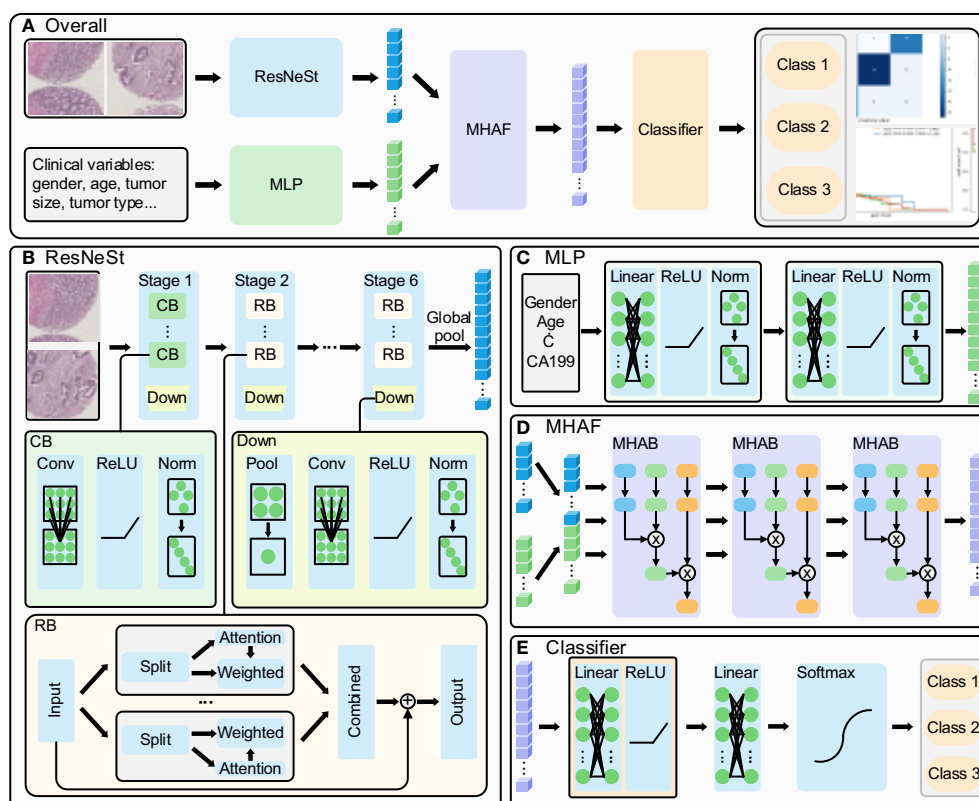 A Overall
ResNeSt
MHAF
Classifier
Class 1
Class 2
Class 3
Clinical variables:
gender, age, tumor
size, tumor type...
MLP
B ResNeSt
Stage 1
Stage 2
Stage 6
CB
RB
RB
CB
RB
RB
Down
Down
Down
Global
pool
CB
Conv
ReLU
Norm
Down
Pool
Conv
ReLU
Norm
RB
Input
Split
Attention
Weighted
...
Split
Weighted
Attention
Combined
Output
C MLP
Gender
Age
Ċ
CA199
Linear
ReLU
Norm
Linear
ReLU
Norm
D MHAF
MHAB
MHAB
MHAB
X
X
X
X
X
X
E Classifier
Linear
ReLU
Linear
Softmax
Class 1
Class 2
Class 3